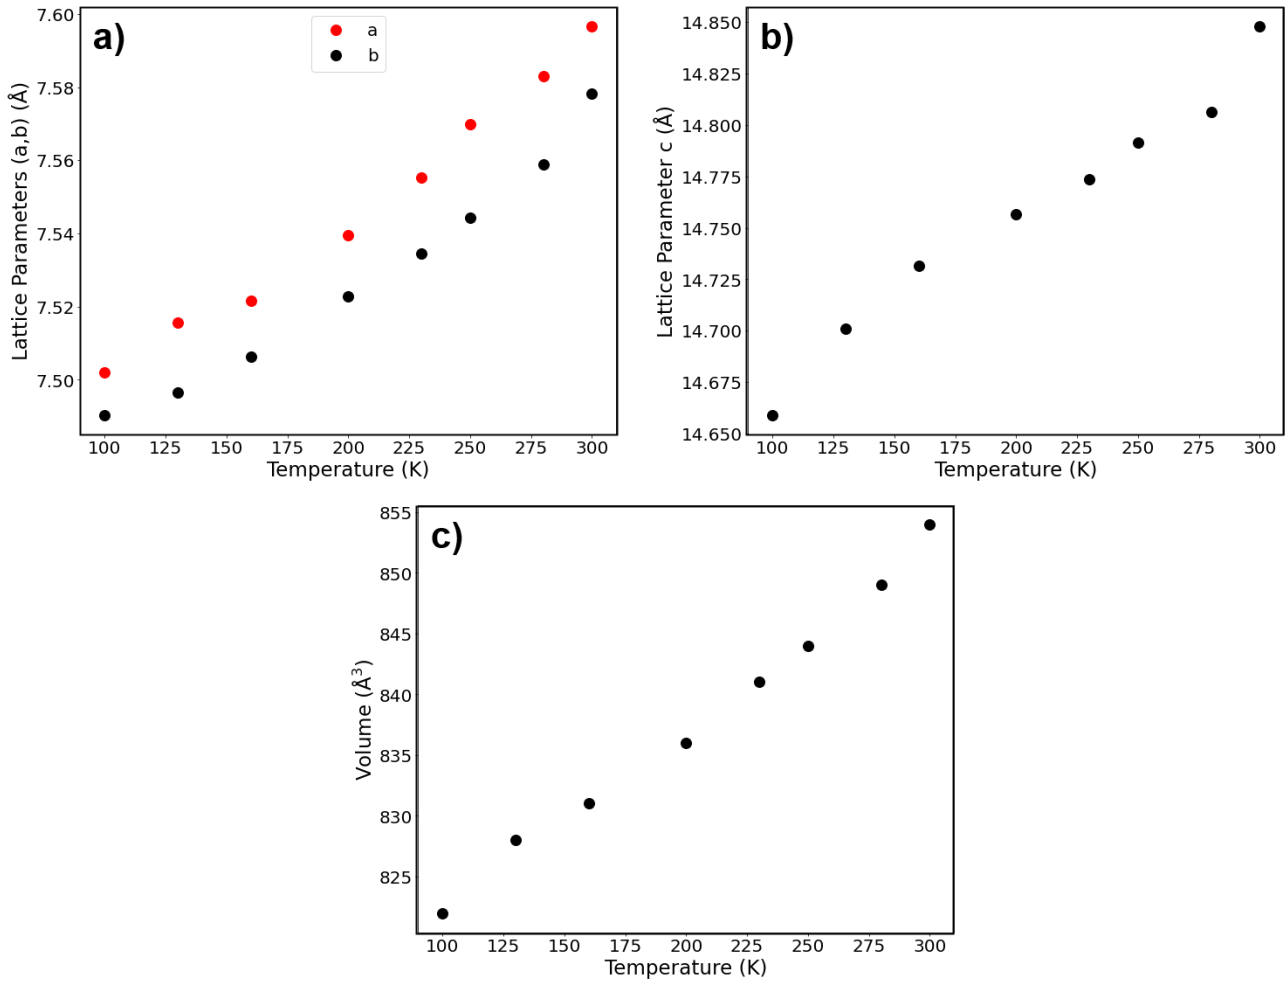 a)
a
b
7.60
7.58
7.56
7.54
7.52
7.50
Lattice Parameters (a,b) (Å)
100 125 150 175 200 225 250 275 300
Temperature (K)
b)
14.850
14.825
14.800
14.775
14.750
14.725
14.700
14.675
14.650
Lattice Parameter c (Å)
100 125 150 175 200 225 250 275 300
Temperature (K)
c)
855
850
845
840
835
830
825
Volume (Å³)
100 125 150 175 200 225 250 275 300
Temperature (K)